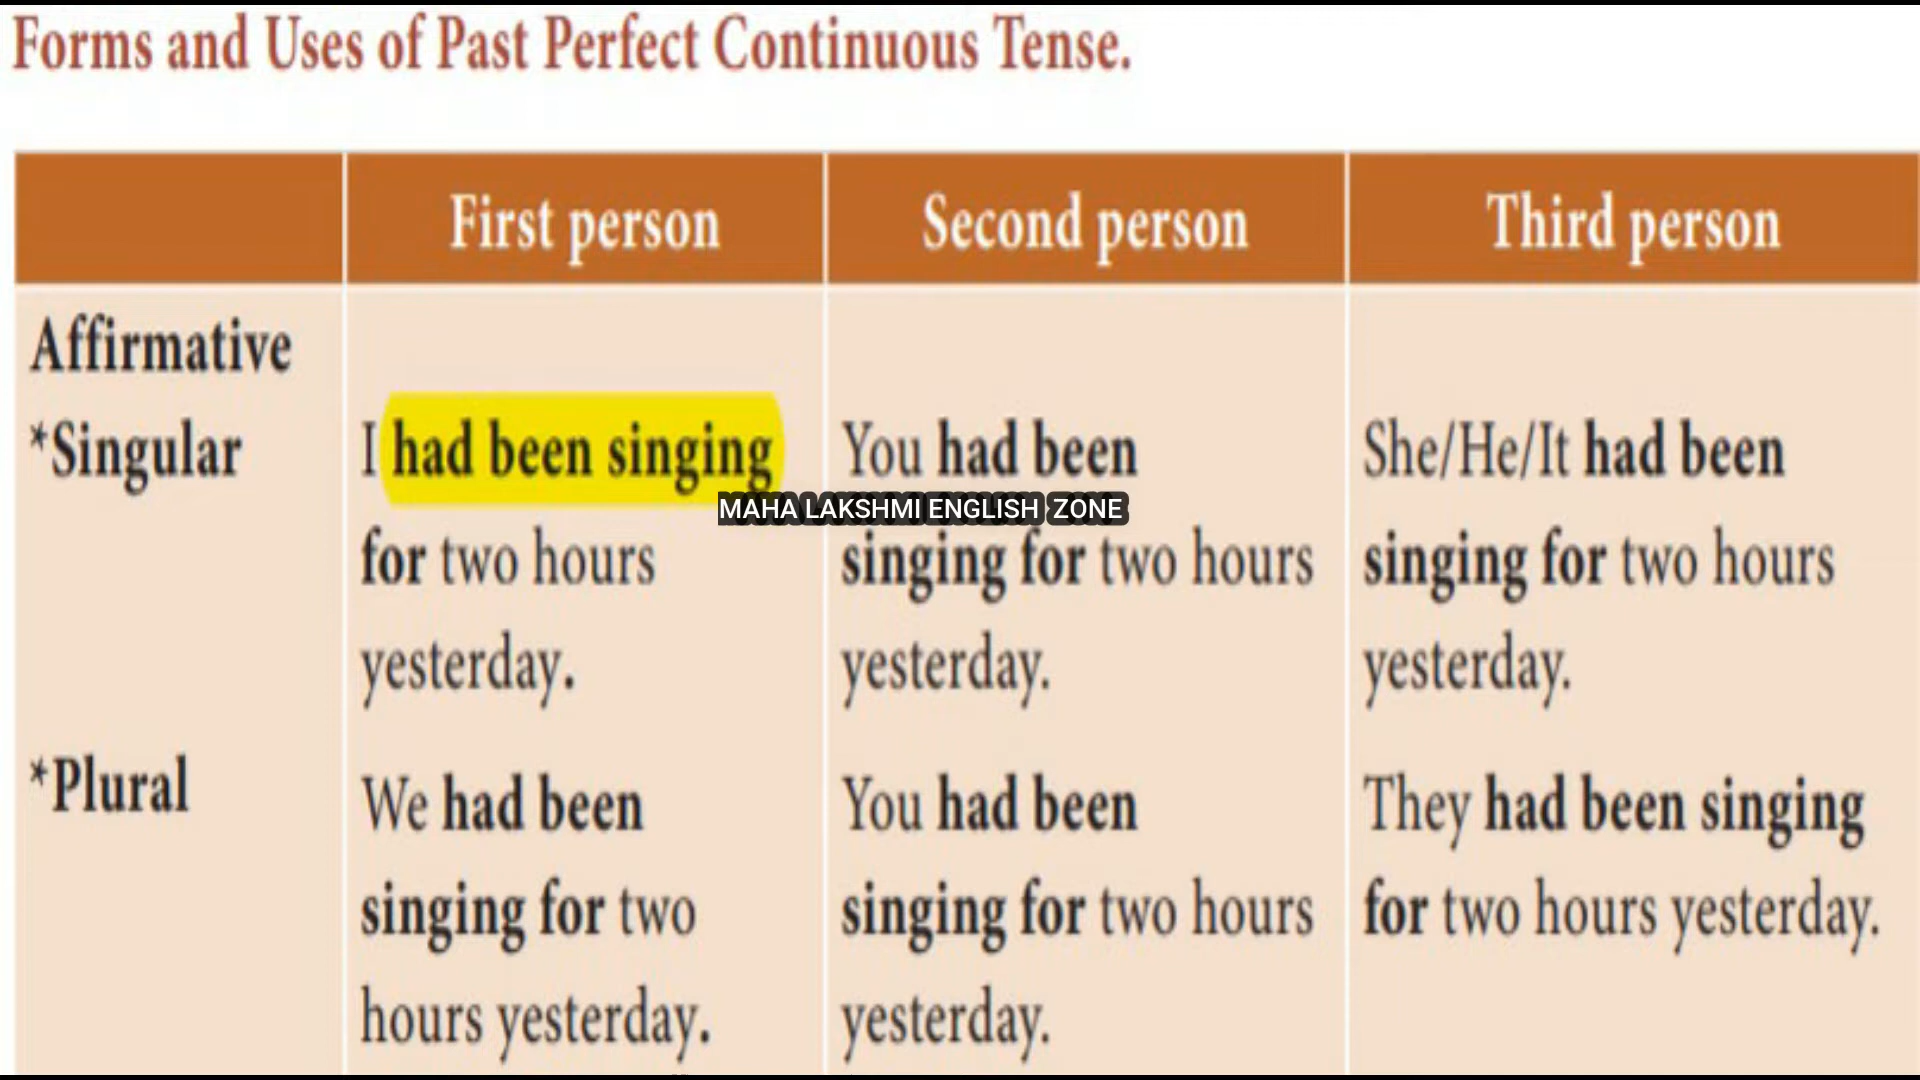 Forms and Uses of Past Perfect Continuous Tense.
First person Second person Third person
Affirmative
*Singular
I had been singing
for two hours
yesterday.
You had been
singing for two hours
yesterday.
She/He/It had been
singing for two hours
yesterday.
MAHA LAKSHMI ENGLISH ZONE
*Plural
We had been
singing for two
hours yesterday.
You had been
singing for two hours
yesterday.
They had been singing
for two hours yesterday.